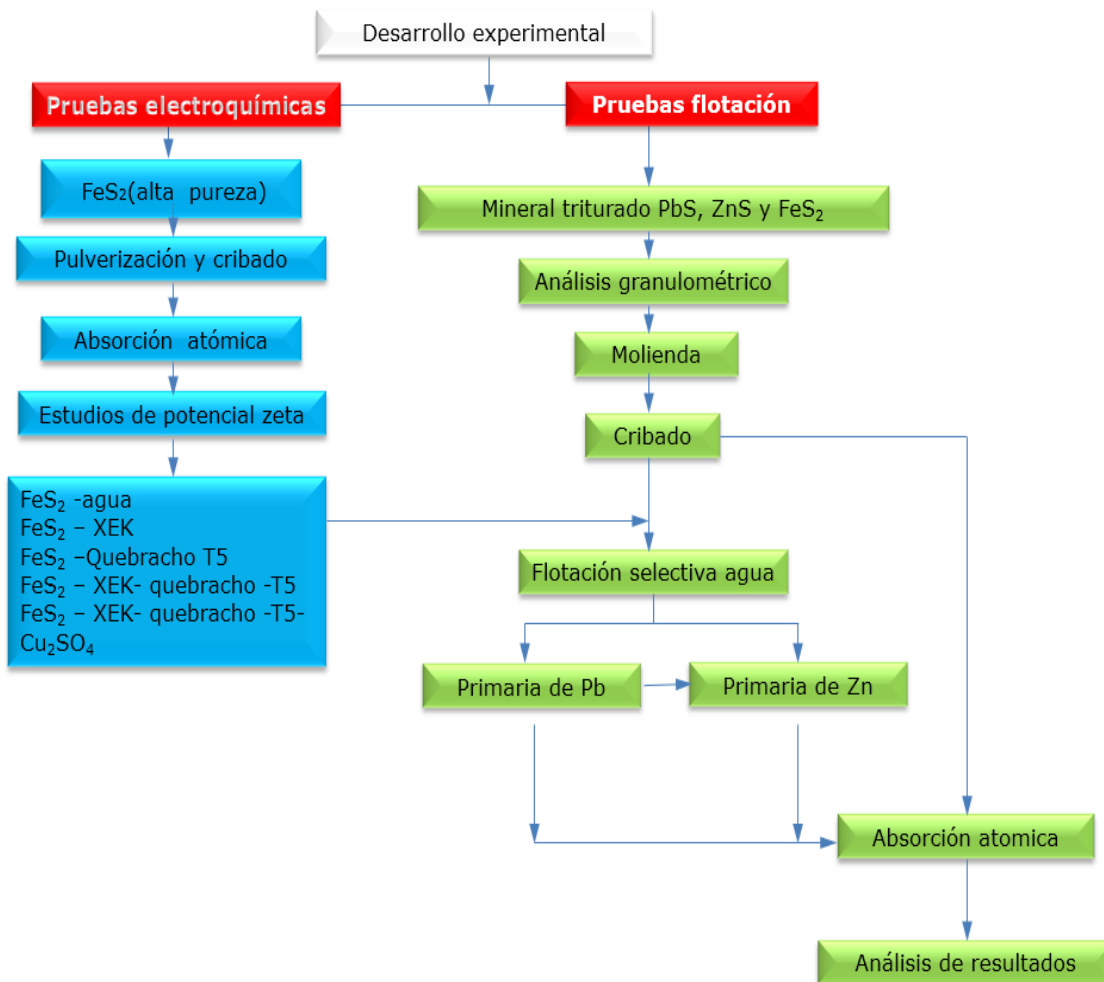 Desarrollo experimental
Pruebas electroquímicas
Pruebas flotación
FeS₂(alta pureza)
Pulverización y cribado
Absorción atómica
Estudios de potencial zeta
FeS₂ -agua
FeS₂ – XEK
FeS₂ –Quebracho T5
FeS₂ – XEK- quebracho -T5
FeS₂ – XEK- quebracho -T5-
Cu₂SO₄
Mineral triturado PbS, ZnS y FeS₂
Análisis granulométrico
Molienda
Cribado
Flotación selectiva agua
Primaria de Pb
Primaria de Zn
Absorción atomica
Análisis de resultados